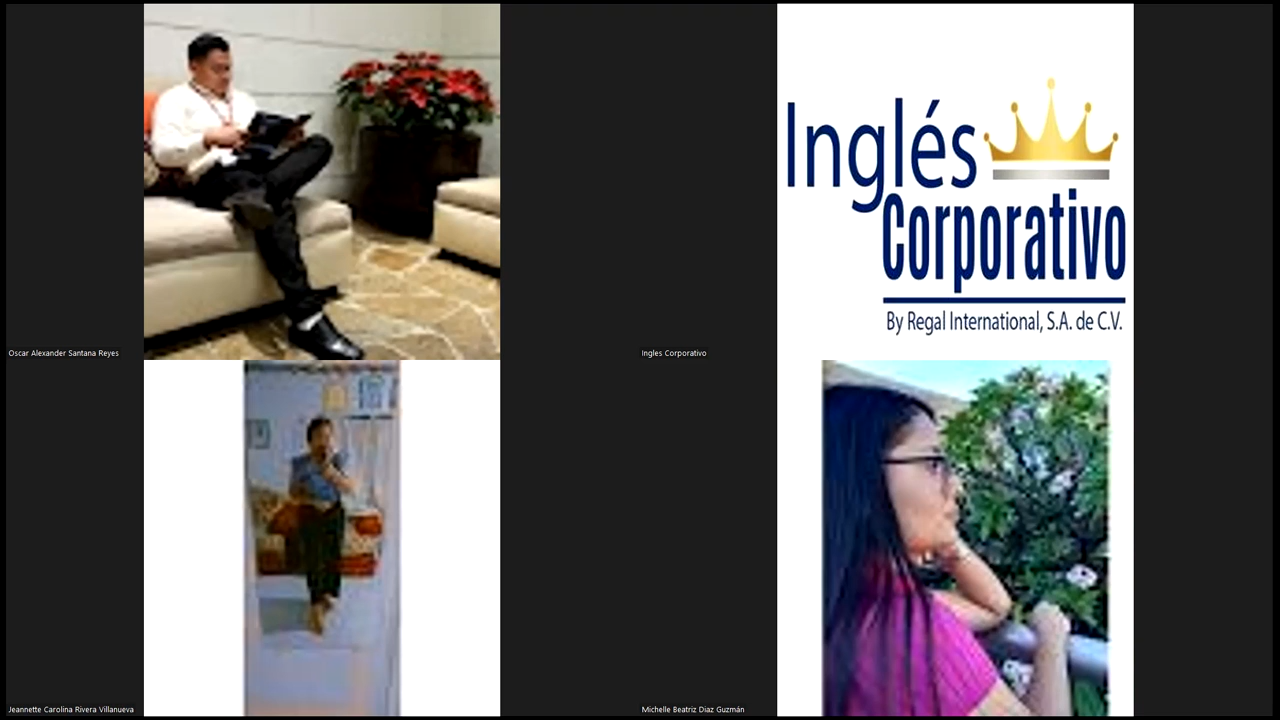 Inglés
Corporativo
By Regal International, S.A. de C.V.
Oscar Alexander Santana Reyes
Ingles Corporativo
Jeannette Carolina Rivera Villanueva
Michelle Beatriz Diaz Guzmán